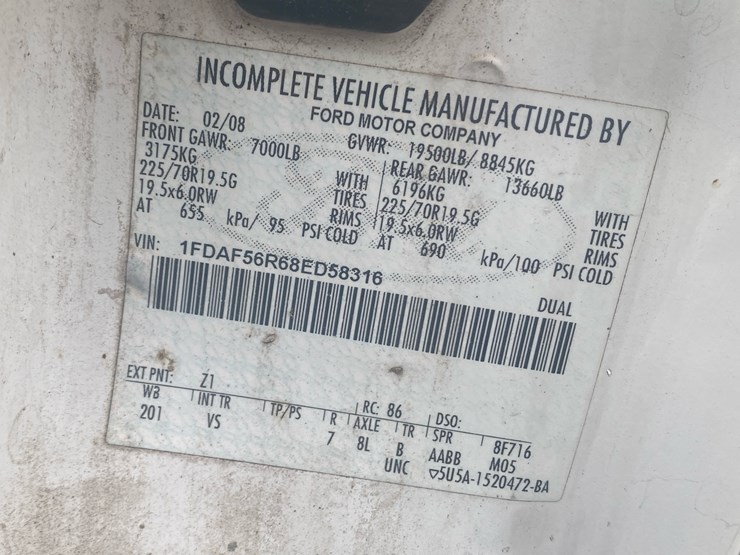 INCOMPLETE VEHICLE MANUFACTURED BY
FORD MOTOR COMPANY
DATE: 02/08 GVWR: 19500LB/ 8845KG
FRONT GAWR: 7000LB REAR GAWR: 13660LB
3175KG WITH 6196KG WITH
225/70R19.5G TIRES 225/70R19.5G TIRES
19.5x6.0RW RIMS 19.5x6.0RW RIMS
AT 655 kPa/ 95 PSI COLD AT 690 kPa/100 PSI COLD
VIN: 1FDAF56R68ED58316 DUAL
EXT PNT: Z1 RC: 86 DSO:
WB INT TR TP/PS R AXLE TR SPR 8F716
201 VS 7 8L B AABB M05
UNC ▽5U5A-1520472-BA